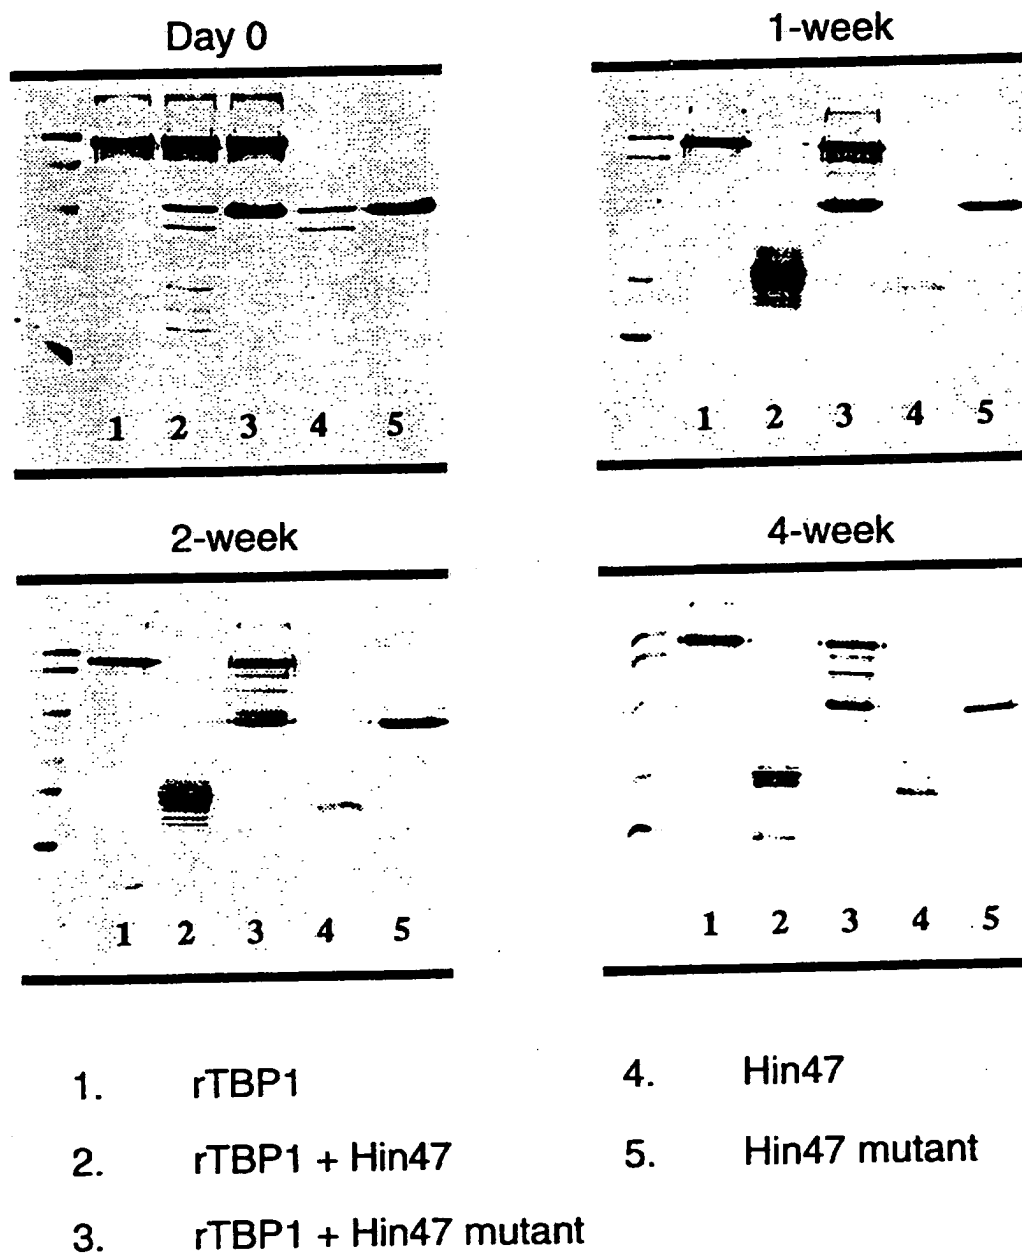 Day 0
1-week
1 2 3 4 5
1 2 3 4 5
2-week
4-week
1 2 3 4 5
1 2 3 4 5
1. rTBP1
2. rTBP1 + Hin47
3. rTBP1 + Hin47 mutant
4. Hin47
5. Hin47 mutant